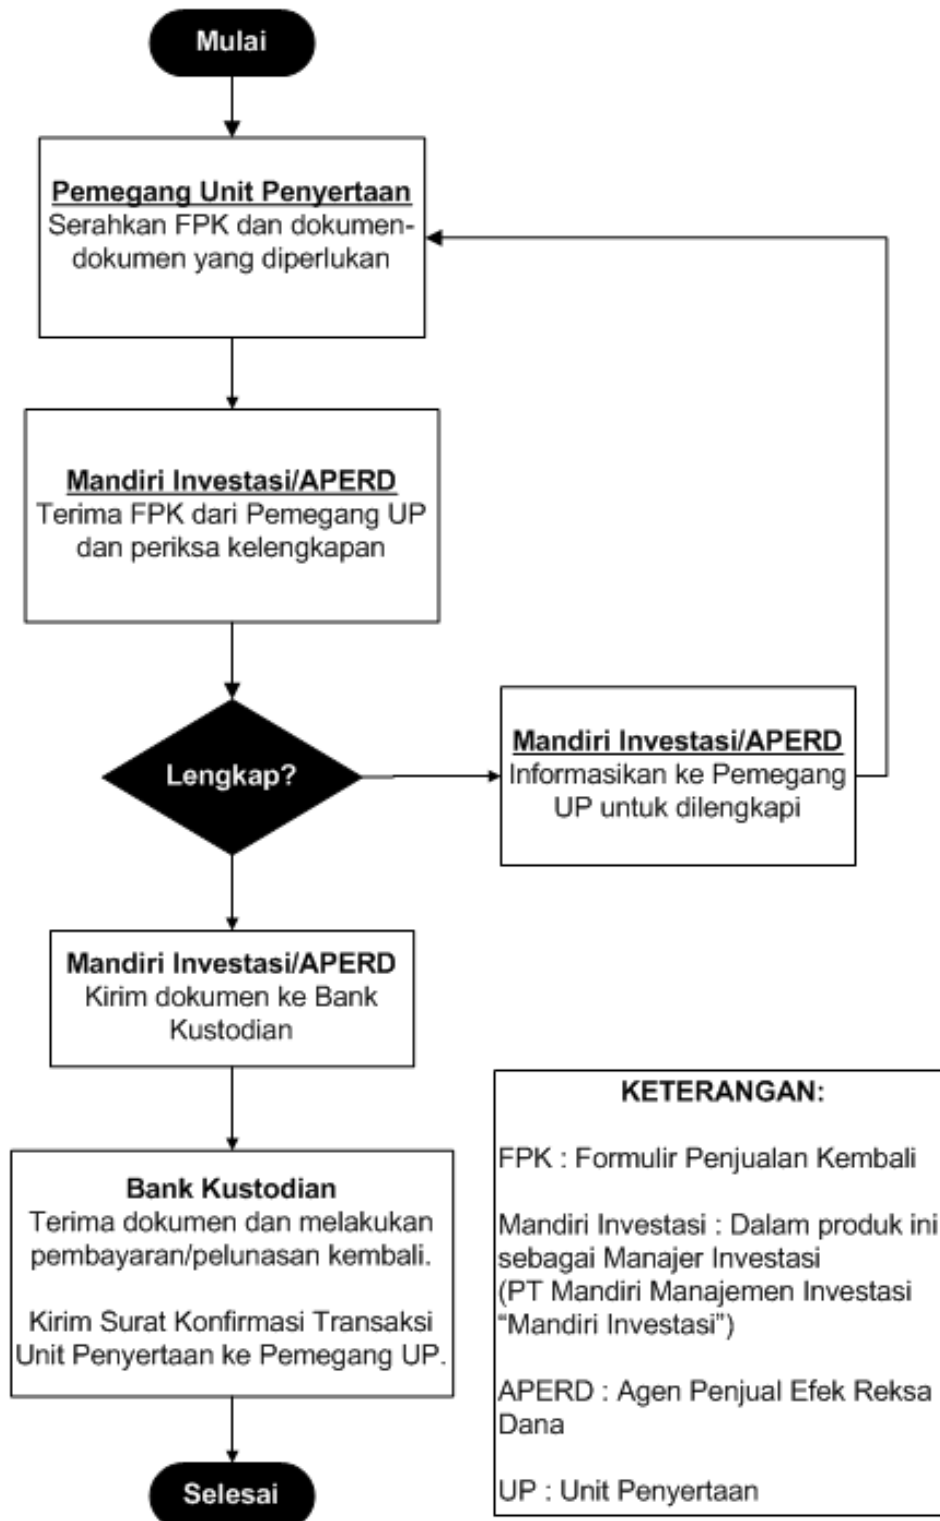 Mulai
Pemegang Unit Penyertaan
Serahkan FPK dan dokumen-
dokumen yang diperlukan
Mandiri Investasi/APERD
Terima FPK dari Pemegang UP
dan periksa kelengkapan
Lengkap?
Mandiri Investasi/APERD
Informasikan ke Pemegang
UP untuk dilengkapi
Mandiri Investasi/APERD
Kirim dokumen ke Bank
Kustodian
Bank Kustodian
Terima dokumen dan melakukan
pembayaran/pelunasan kembali.
Kirim Surat Konfirmasi Transaksi
Unit Penyertaan ke Pemegang UP.
Selesai
KETERANGAN:
FPK : Formulir Penjualan Kembali
Mandiri Investasi : Dalam produk ini
sebagai Manajer Investasi
(PT Mandiri Manajemen Investasi
“Mandiri Investasi”)
APERD : Agen Penjual Efek Reksa
Dana
UP : Unit Penyertaan